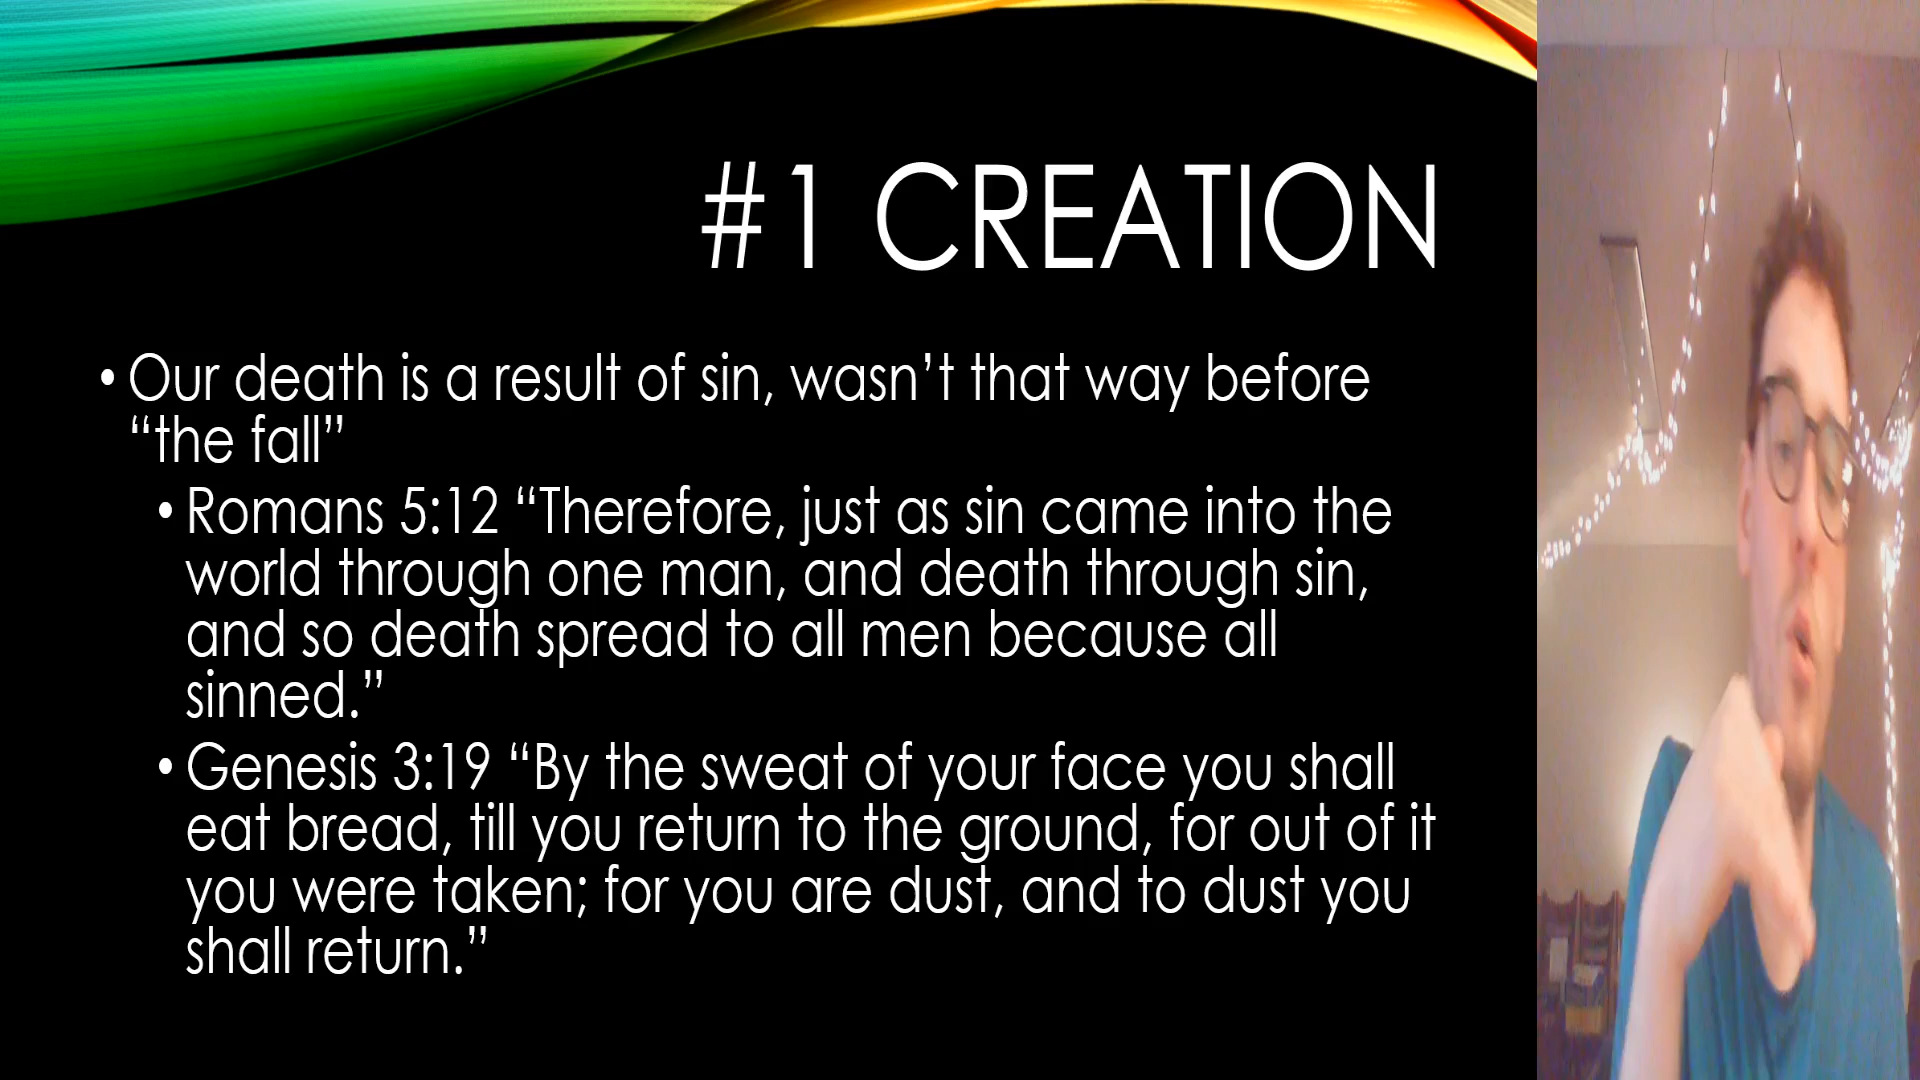 #1 CREATION
• Our death is a result of sin, wasn’t that way before
“the fall”
• Romans 5:12 “Therefore, just as sin came into the
world through one man, and death through sin,
and so death spread to all men because all
sinned.”
• Genesis 3:19 “By the sweat of your face you shall
eat bread, till you return to the ground, for out of it
you were taken; for you are dust, and to dust you
shall return.”